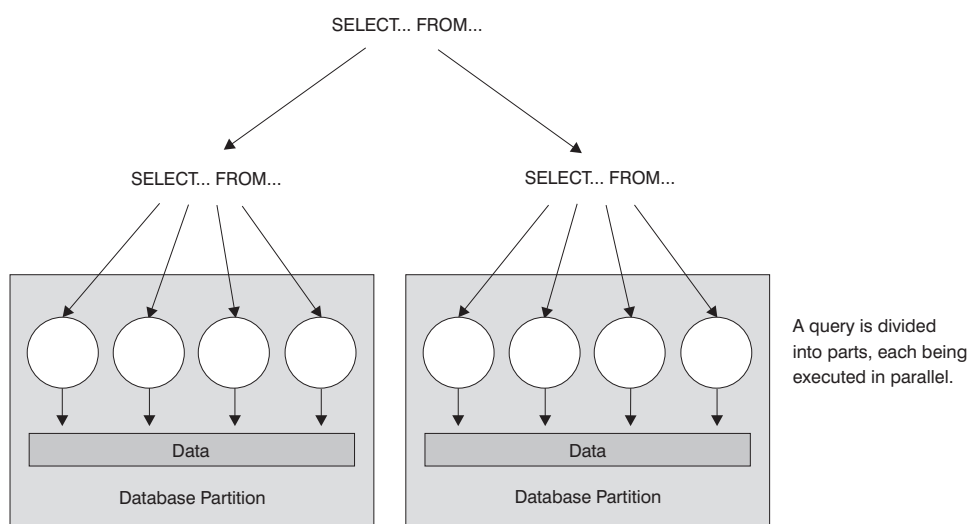 SELECT... FROM...
SELECT... FROM...
SELECT... FROM...
A query is divided
into parts, each being
executed in parallel.
Data
Data
Database Partition
Database Partition